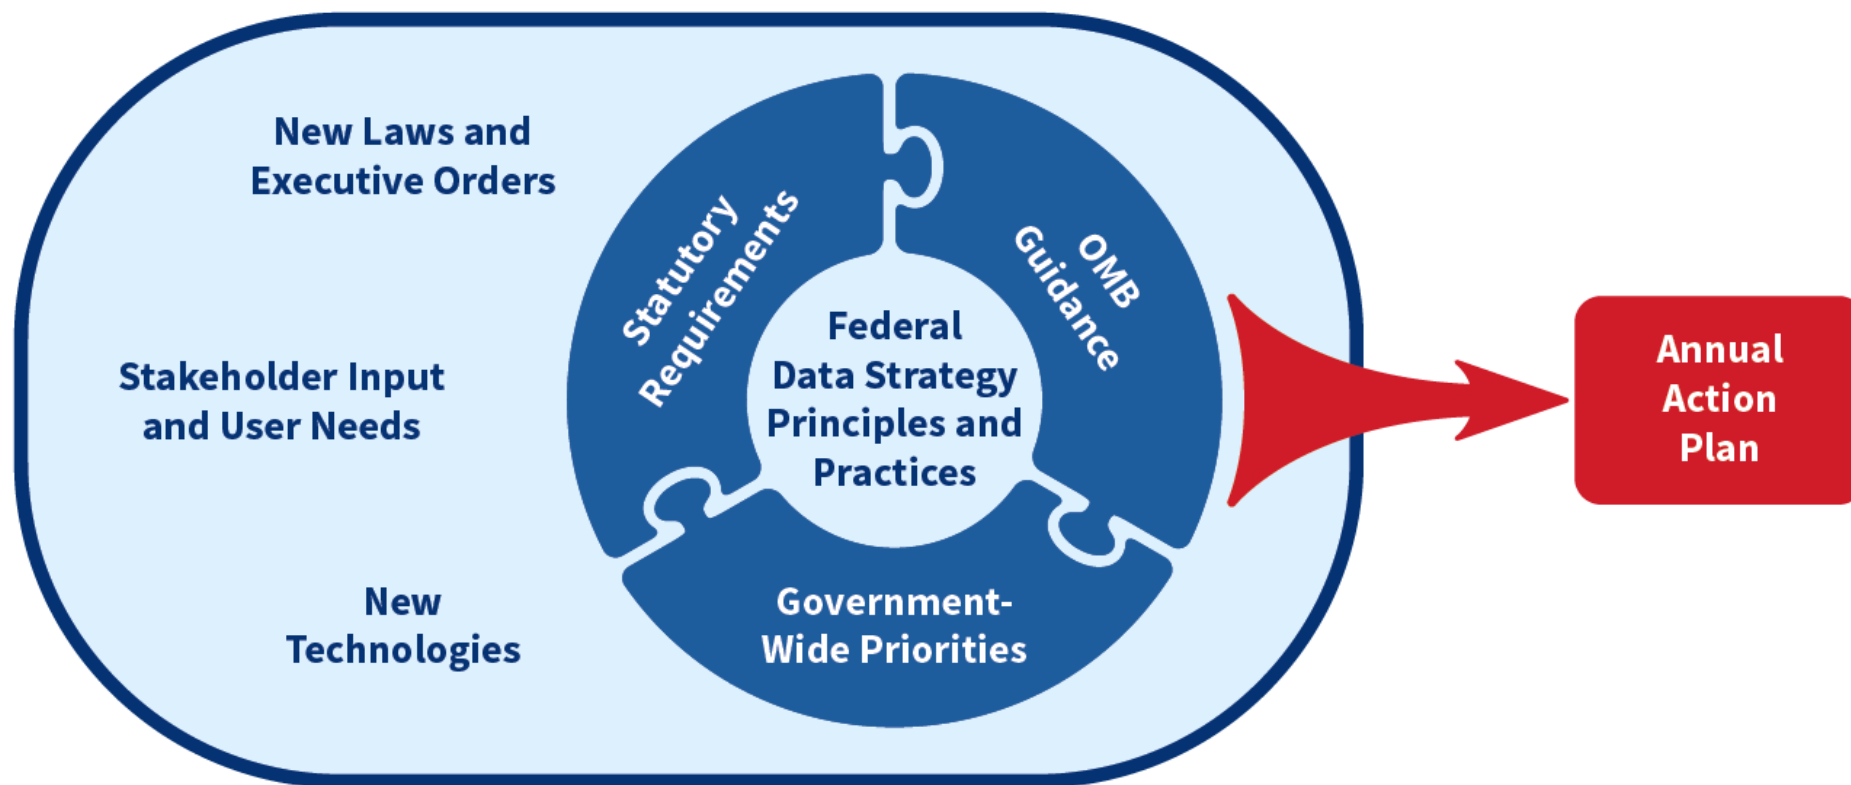 New Laws and
Executive Orders
Stakeholder Input
and User Needs
New
Technologies
Statutory
Requirements
OMB
Guidance
Federal
Data Strategy
Principles and
Practices
Government-
Wide Priorities
Annual
Action
Plan